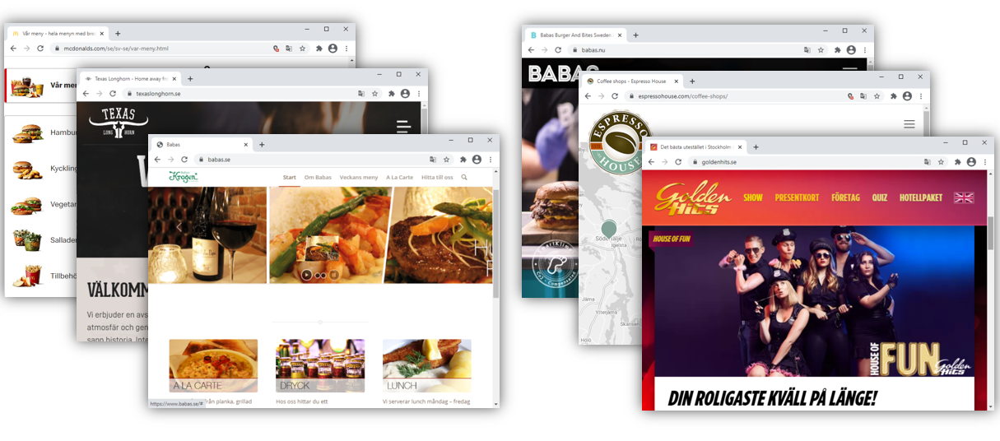 Vår meny - hela menyn med bre
mcdonalds.com/se/sv-se/var-meny.html
Vår me
Hambu
Kyckling
Vegetar
Sallader
Tillbehö
Texas Longhorn - Home away fr
texaslonghorn.se
TEXAS
LONG HORN
VÄLKOMM
Vi erbjuder en avs
atmosfär och gen
sann historia. Inte
Babas
babas.se
Krogen
Start
Om Babas
Veckans meny
A La Carte
Hitta till oss
A LA CARTE
DRYCK
LUNCH
från planka, grillad
Hos oss hittar du ett
Vi serverar lunch måndag – fredag
https://www.babas.se/#
Babas Burger And Bites Sweden
babas.nu
BABAS
Coffee shops - Espresso House
espressohouse.com/coffee-shops/
ESPRESSO
HOUSE
Södertälje
Igelsta
Järna
Ytterjärna
Skansen
Hölö
Det bästa utestället i Stockholm
goldenhits.se
Golden
Hits
SHOW
PRESENTKORT
FÖRETAG
QUIZ
HOTELLPAKET
HOUSE OF FUN
HOUSE OF
FUN
Golden
Hits
DIN ROLIGASTE KVÄLL PÅ LÄNGE!